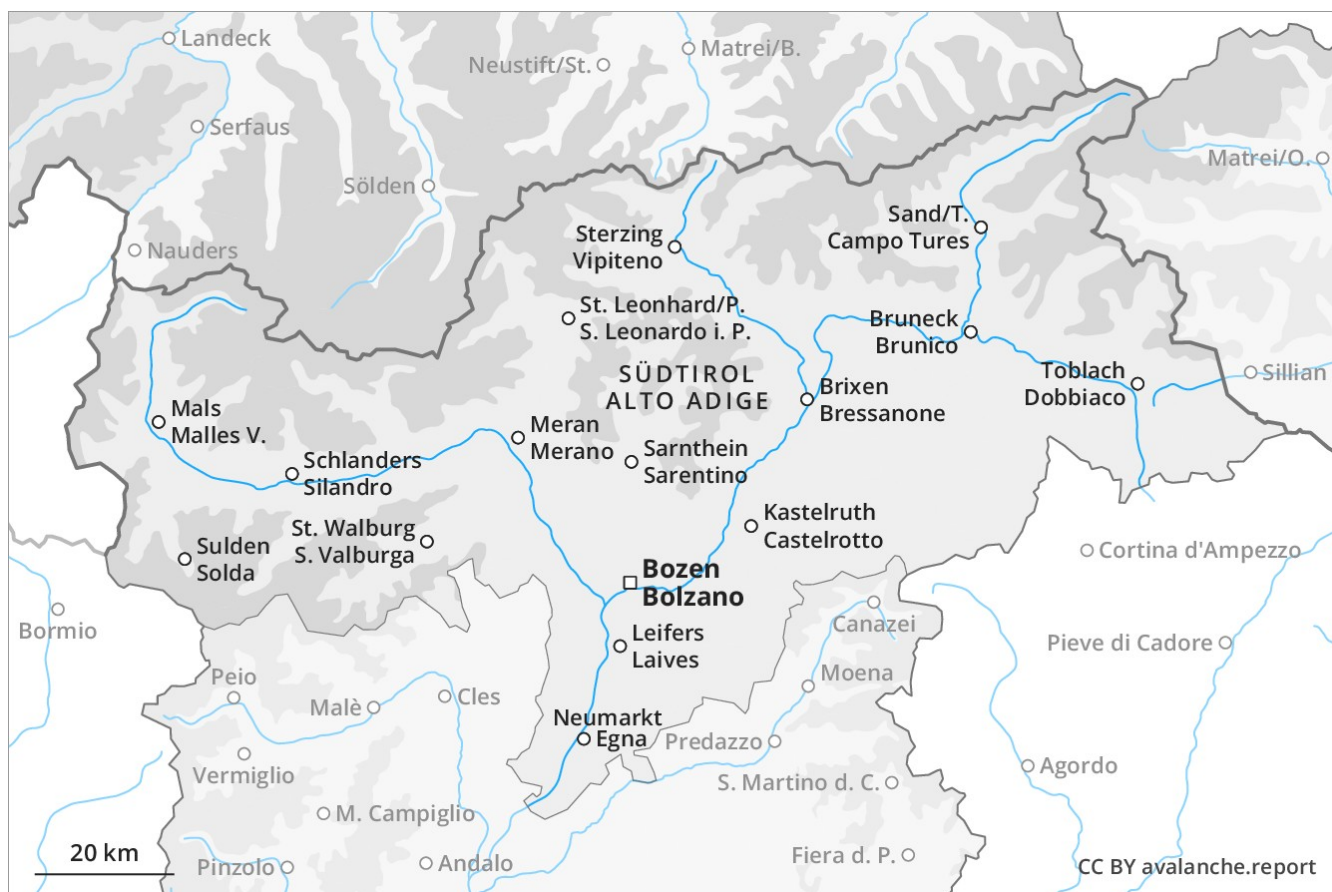 Landeck
Matrei/B.
Neustift/St.
Serfaus
Matrei/O.
Sölden
Nauders
Sand/T.
Campo Tures
Sterzing
Vipiteno
St. Leonhard/P.
S. Leonardo i. P.
Bruneck
Brunico
SÜDTIROL
ALTO ADIGE
Toblach
Dobbiaco
Sillian
Brixen
Bressanone
Mals
Malles V.
Meran
Merano
Sarnthein
Sarentino
Schlanders
Silandro
Kastelruth
Castelrotto
St. Walburg
S. Valburga
Sulden
Solda
Cortina d'Ampezzo
Bozen
Bolzano
Bormio
Canazei
Leifers
Laives
Pieve di Cadore
Peio
Moena
Malè
Cles
Neumarkt
Egna
Predazzo
Vermiglio
Agordo
S. Martino d. C.
M. Campiglio
20 km
Pinzolo
Andalo
Fiera d. P.
CC BY avalanche.report